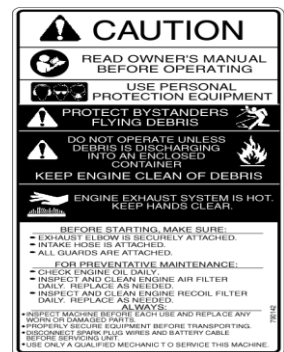 CAUTION
READ OWNER'S MANUAL
BEFORE OPERATING
USE PERSONAL
PROTECTION EQUIPMENT
PROTECT BYSTANDERS
FLYING DEBRIS
DO NOT OPERATE UNLESS
DEBRIS IS DISCHARGING
INTO AN ENCLOSED
CONTAINER
KEEP ENGINE CLEAN OF DEBRIS
ENGINE EXHAUST SYSTEM IS HOT.
KEEP HANDS CLEAR.
BEFORE STARTING, MAKE SURE:
- EXHAUST ELBOW IS SECURELY ATTACHED.
- INTAKE HOSE IS ATTACHED.
- ALL GUARDS ARE ATTACHED.
FOR PREVENTATIVE MAINTENANCE:
- CHECK ENGINE OIL DAILY.
- INSPECT AND CLEAN ENGINE AIR FILTER
DAILY. REPLACE AS NEEDED.
- INSPECT AND CLEAN ENGINE RECOIL FILTER
DAILY. REPLACE AS NEEDED.
ALWAYS:
•INSPECT MACHINE BEFORE EACH USE AND REPLACE ANY
WORN OR DAMAGED PARTS.
•PROPERLY SECURE EQUIPMENT BEFORE TRANSPORTING.
•DISCONNECT SPARK PLUG WIRES AND BATTERY CABLE
BEFORE SERVICING UNIT.
•USE ONLY A QUALIFIED MECHANIC T O SERVICE THIS MACHINE.